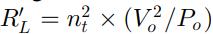 R'_L = n_t^2 × (V_o^2/P_o)